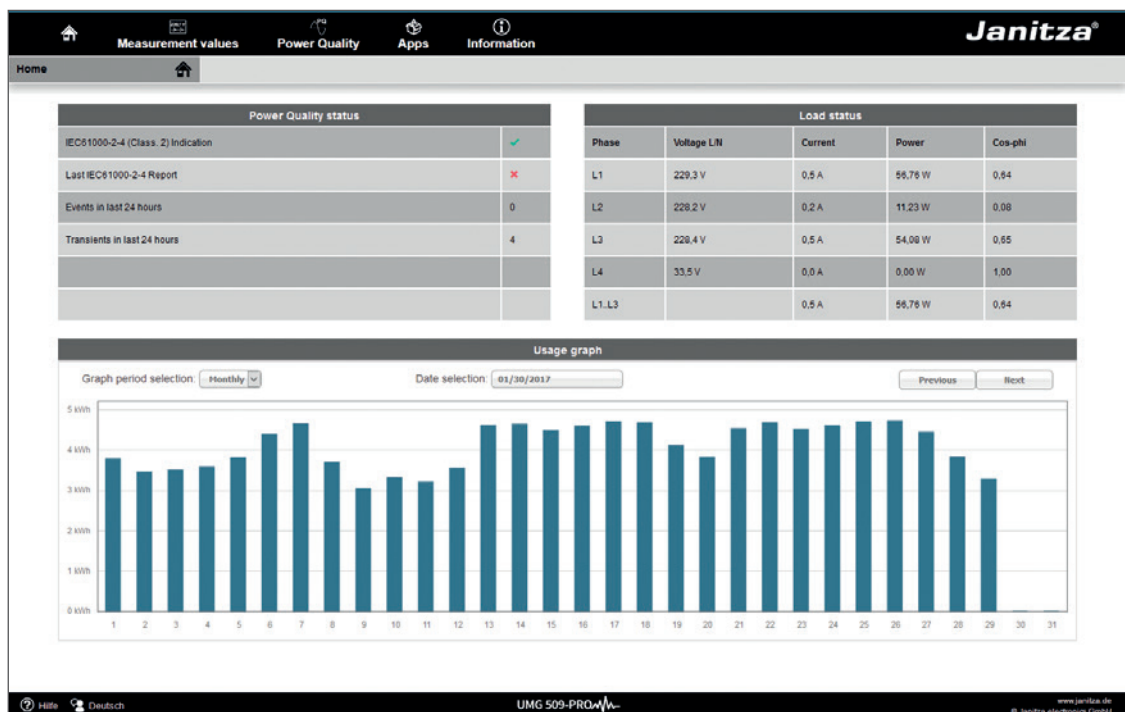 Measurement values Power Quality Apps Information Janitza®
Home
Power Quality status
IEC61000-2-4 (Class. 2) Indication
Last IEC61000-2-4 Report
Events in last 24 hours 0
Transients in last 24 hours 4
Load status
Phase Voltage L/N Current Power Cos-phi
L1 229,3 V 0,5 A 56,76 W 0,64
L2 228,2 V 0,2 A 11,23 W 0,08
L3 228,4 V 0,5 A 54,08 W 0,65
L4 33,5 V 0,0 A 0,00 W 1,00
L1..L3 0,5 A 56,76 W 0,64
Usage graph
Graph period selection: Monthly Date selection: 01/30/2017 Previous Next
5 kWh
4 kWh
3 kWh
2 kWh
1 kWh
0 kWh
1 2 3 4 5 6 7 8 9 10 11 12 13 14 15 16 17 18 19 20 21 22 23 24 25 26 27 28 29 30 31
Hilfe Deutsch UMG 509-PRO www.janitza.de
© Janitza electronics GmbH